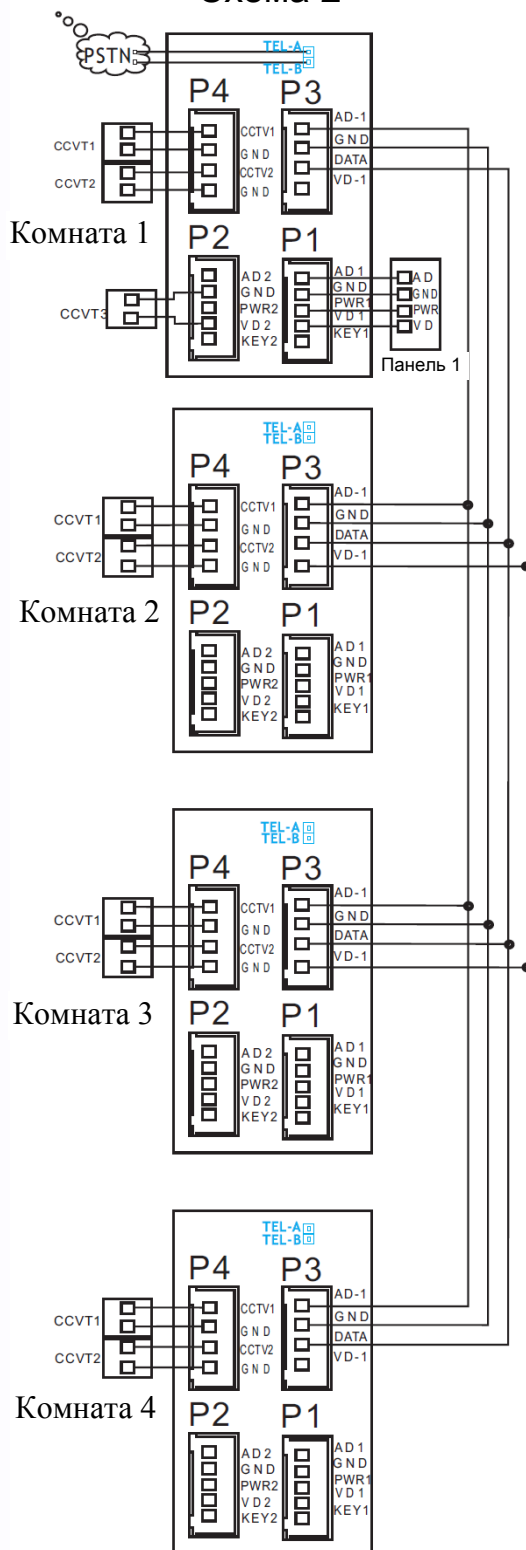 PSTN
TEL-A
TEL-B
P4
P3
CCTV1
GND
CCTV2
GND
AD-1
GND
DATA
VD-1
CCVT1
CCVT2
Комната 1
P2
P1
AD2
GND
PWR2
VD2
KEY2
AD1
GND
PWR1
VD1
KEY1
CCVT3
AD
GND
PWR
VD
Панель 1
TEL-A
TEL-B
P4
P3
CCTV1
GND
CCTV2
GND
AD-1
GND
DATA
VD-1
CCVT1
CCVT2
Комната 2
P2
P1
AD2
GND
PWR2
VD2
KEY2
AD1
GND
PWR1
VD1
KEY1
TEL-A
TEL-B
P4
P3
CCTV1
GND
CCTV2
GND
AD-1
GND
DATA
VD-1
CCVT1
CCVT2
Комната 3
P2
P1
AD2
GND
PWR2
VD2
KEY2
AD1
GND
PWR1
VD1
KEY1
TEL-A
TEL-B
P4
P3
CCTV1
GND
CCTV2
GND
AD-1
GND
DATA
VD-1
CCVT1
CCVT2
Комната 4
P2
P1
AD2
GND
PWR2
VD2
KEY2
AD1
GND
PWR1
VD1
KEY1